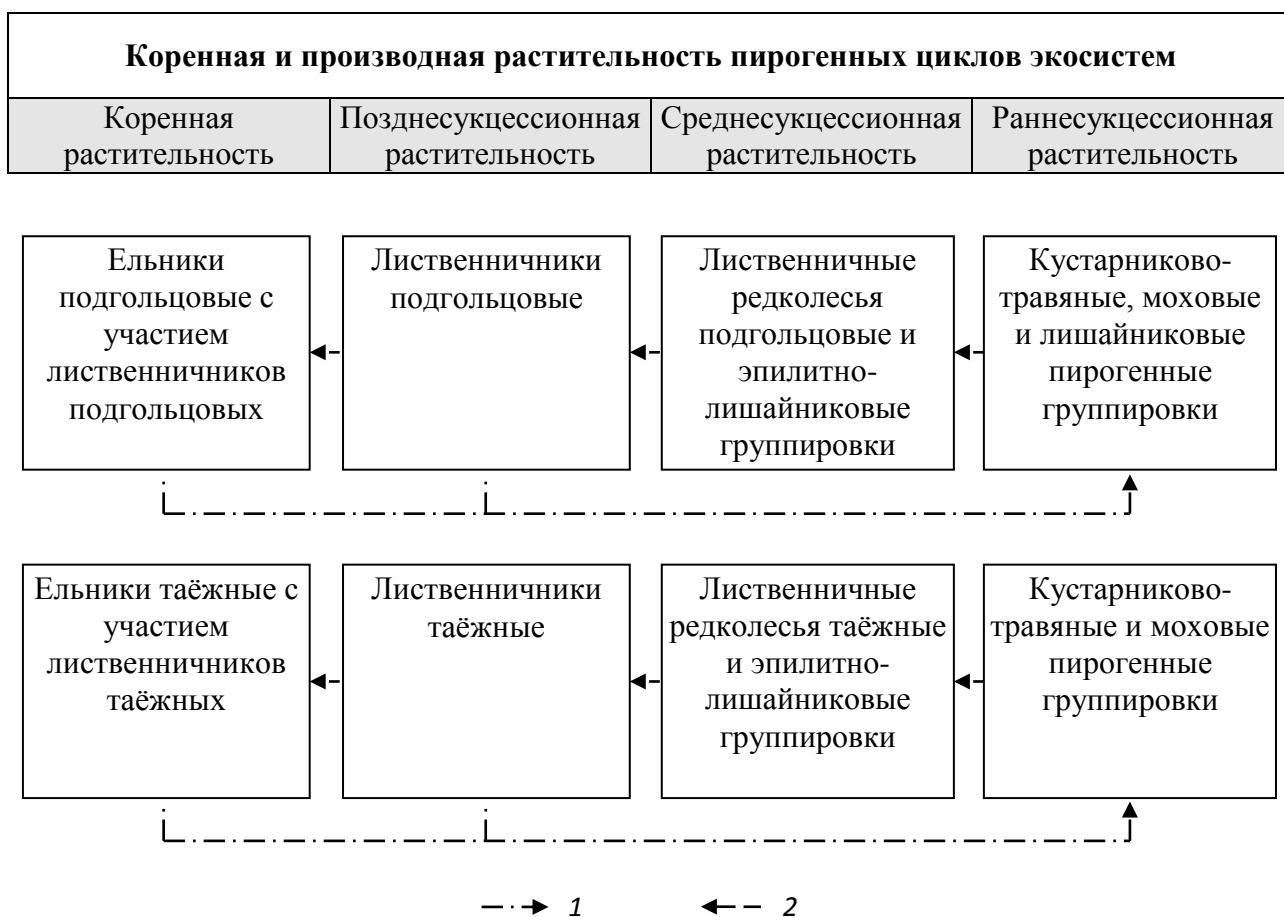 Коренная и производная растительность пирогенных циклов экосистем
Коренная
растительность
Позднесукцессионная
растительность
Среднесукцессионная
растительность
Раннесукцессионная
растительность
Ельники
подгольцовые с
участием
лиственничников
подгольцовых
Лиственничники
подгольцовые
Лиственничные
редколесья
подгольцовые и
эпилитно-
лишайниковые
группировки
Кустарниково-
травяные, моховые
и лишайниковые
пирогенные
группировки
Ельники таёжные с
участием
лиственничников
таёжных
Лиственничники
таёжные
Лиственничные
редколесья таёжные
и эпилитно-
лишайниковые
группировки
Кустарниково-
травяные и моховые
пирогенные
группировки
1
2